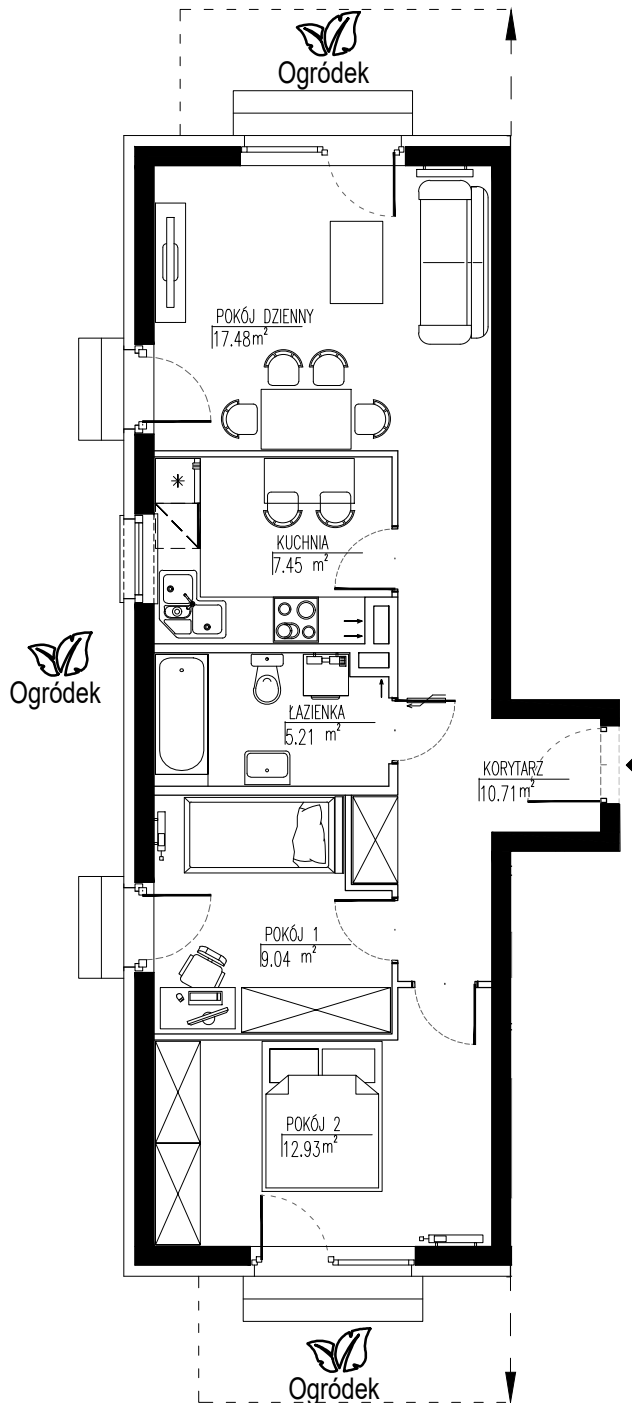 Ogródek
POKÓJ DZIENNY
17.48m²
KUCHNIA
7.45 m²
Ogródek
ŁAZIENKA
5.21 m²
KORYTARZ
10.71m²
POKÓJ 1
9.04 m²
POKÓJ 2
12.93m²
Ogródek